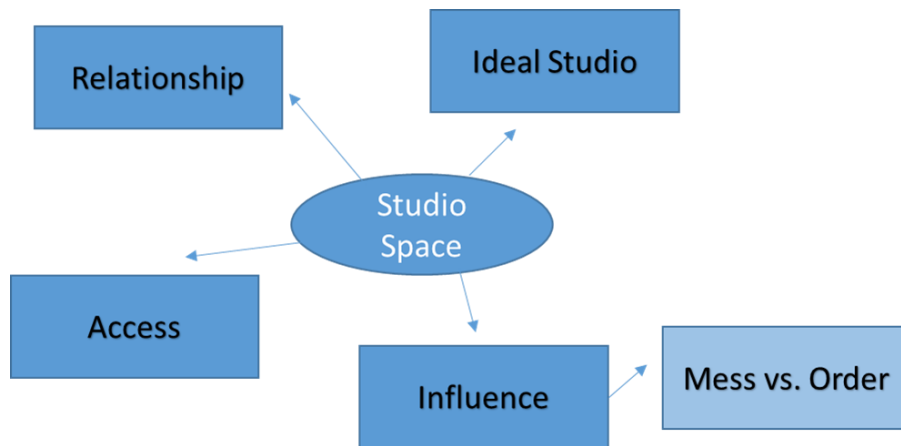 Relationship
Ideal Studio
Studio
Space
Access
Influence
Mess vs. Order